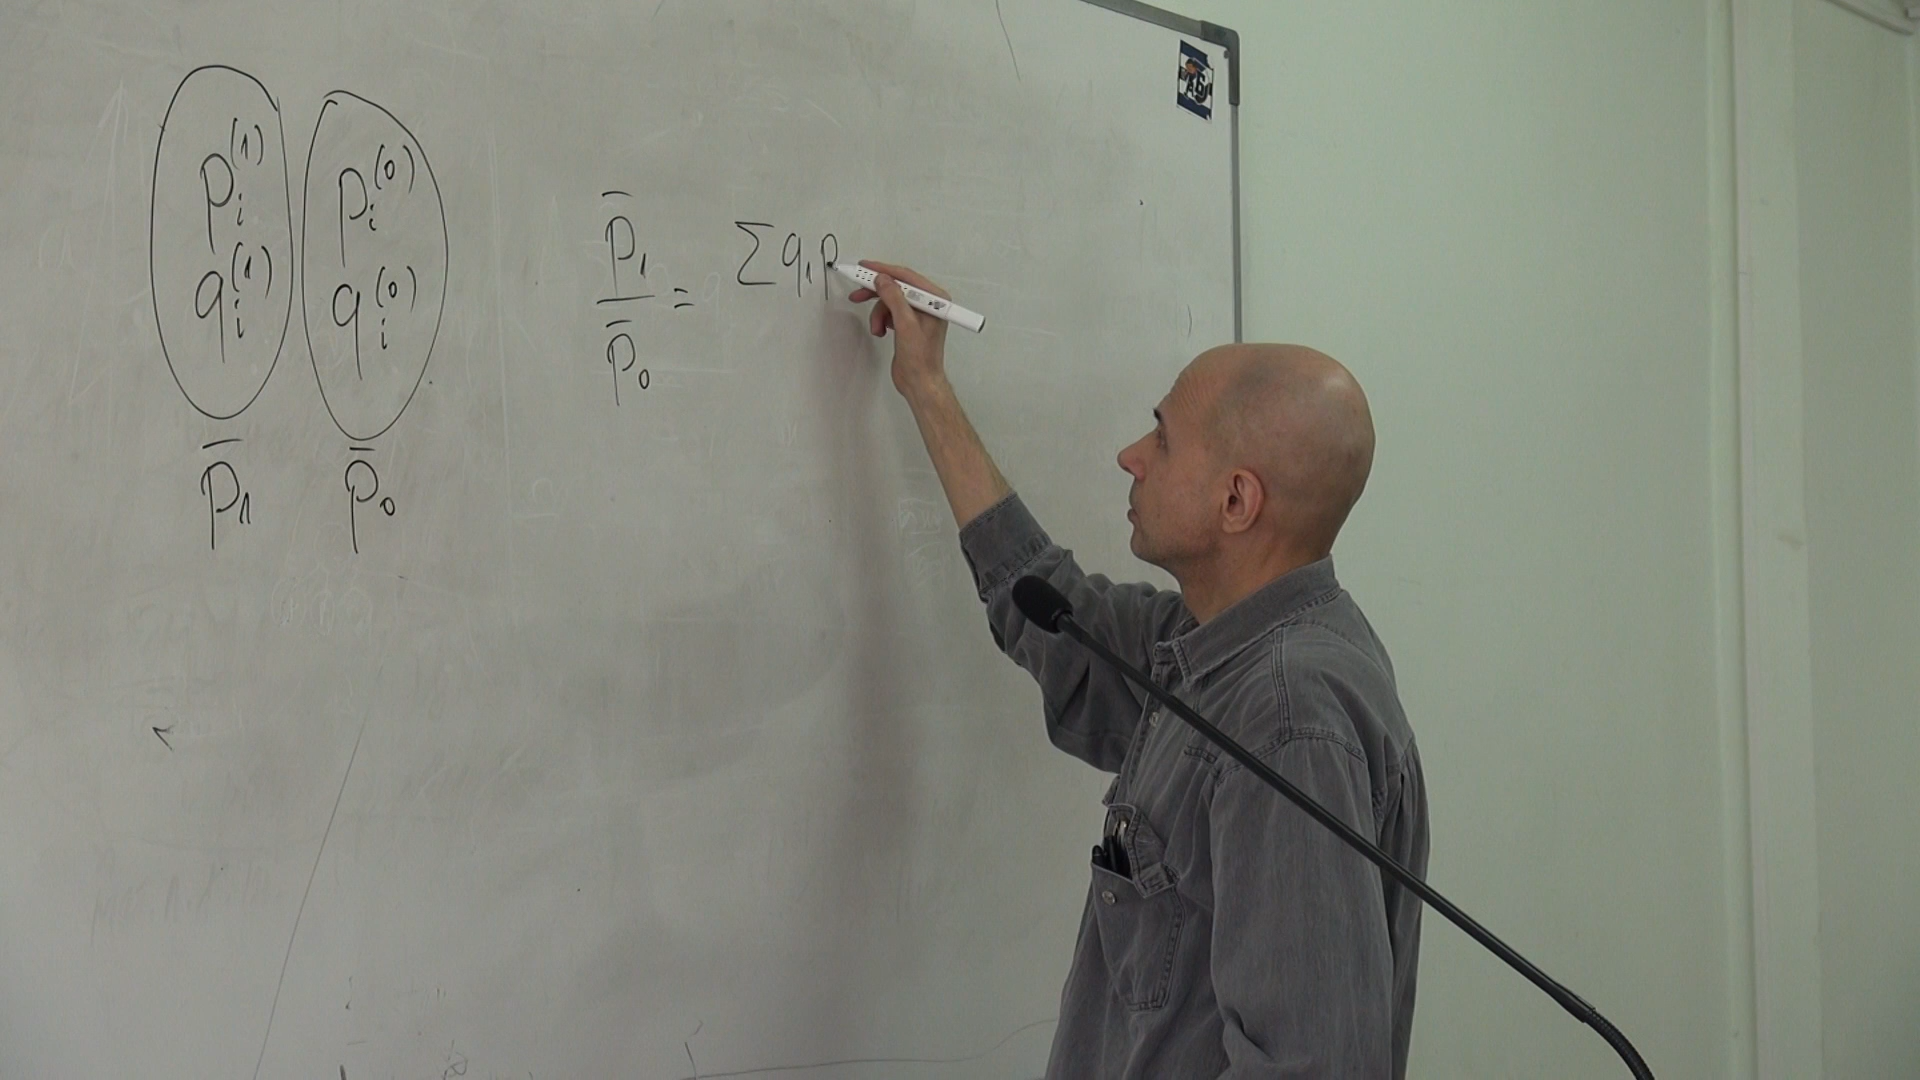 p_i^(1) p_i^(0)
q_i^(1) q_i^(0)
p̄_1 p̄_0
p̄_1 / p̄_0 = Σ q_1 p